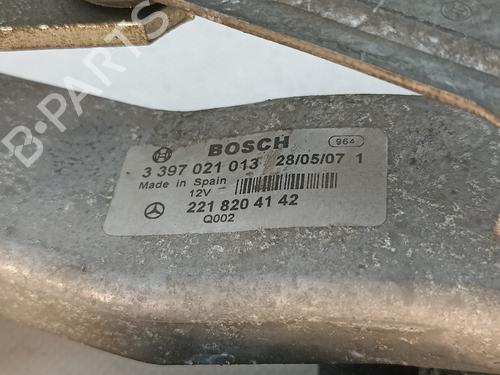 B-PARTS
BOSCH
964
3 397 021 013 28/05/07 1
Made in Spain
12V
221 820 41 42
Q002